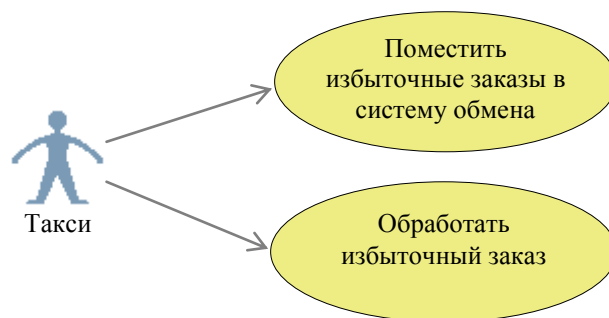 Поместить
избыточные заказы в
систему обмена
Такси
Обработать
избыточный заказ